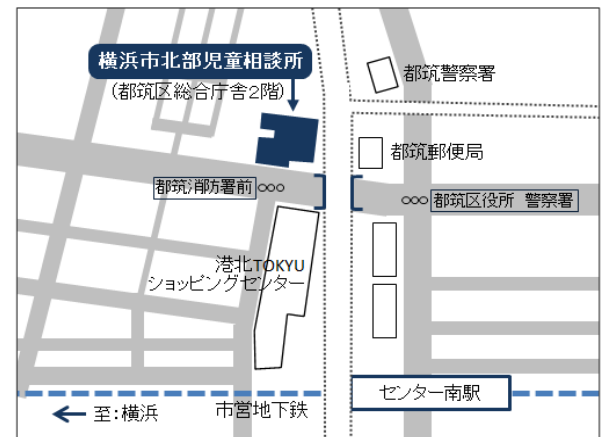 横浜市北部児童相談所
(都筑区総合庁舎2階)
都筑警察署
都筑郵便局
都筑消防署前
都筑区役所 警察署
港北TOKYU
ショッピングセンター
センター南駅
市営地下鉄
至:横浜